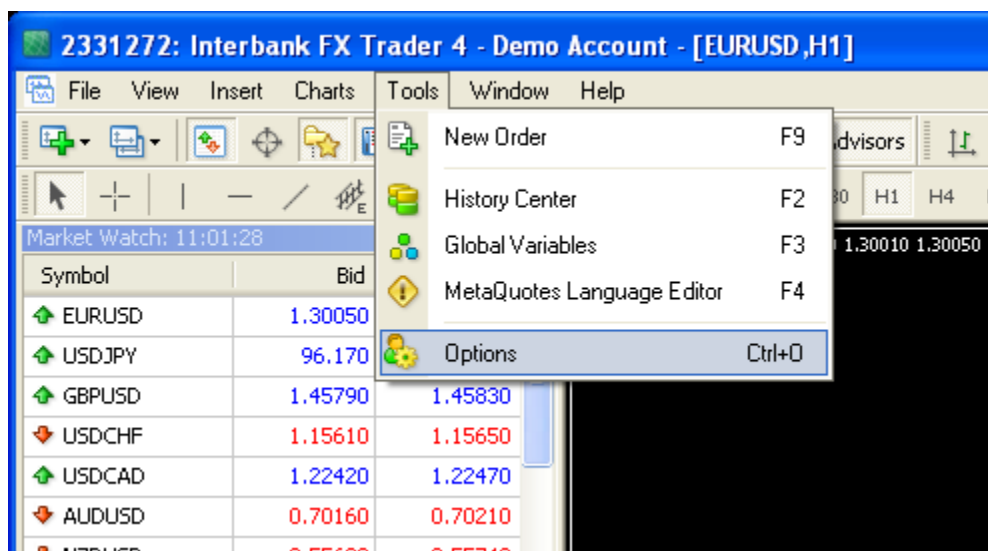 2331272: Interbank FX Trader 4 - Demo Account - [EURUSD,H1]
File View Insert Charts Tools Window Help
New Order F9
History Center F2
Global Variables F3
MetaQuotes Language Editor F4
Options Ctrl+O
H1 H4
Market Watch: 11:01:28
1.30010 1.30050
Symbol Bid
EURUSD 1.30050
USDJPY 96.170
GBPUSD 1.45790 1.45830
USDCHF 1.15610 1.15650
USDCAD 1.22420 1.22470
AUDUSD 0.70160 0.70210